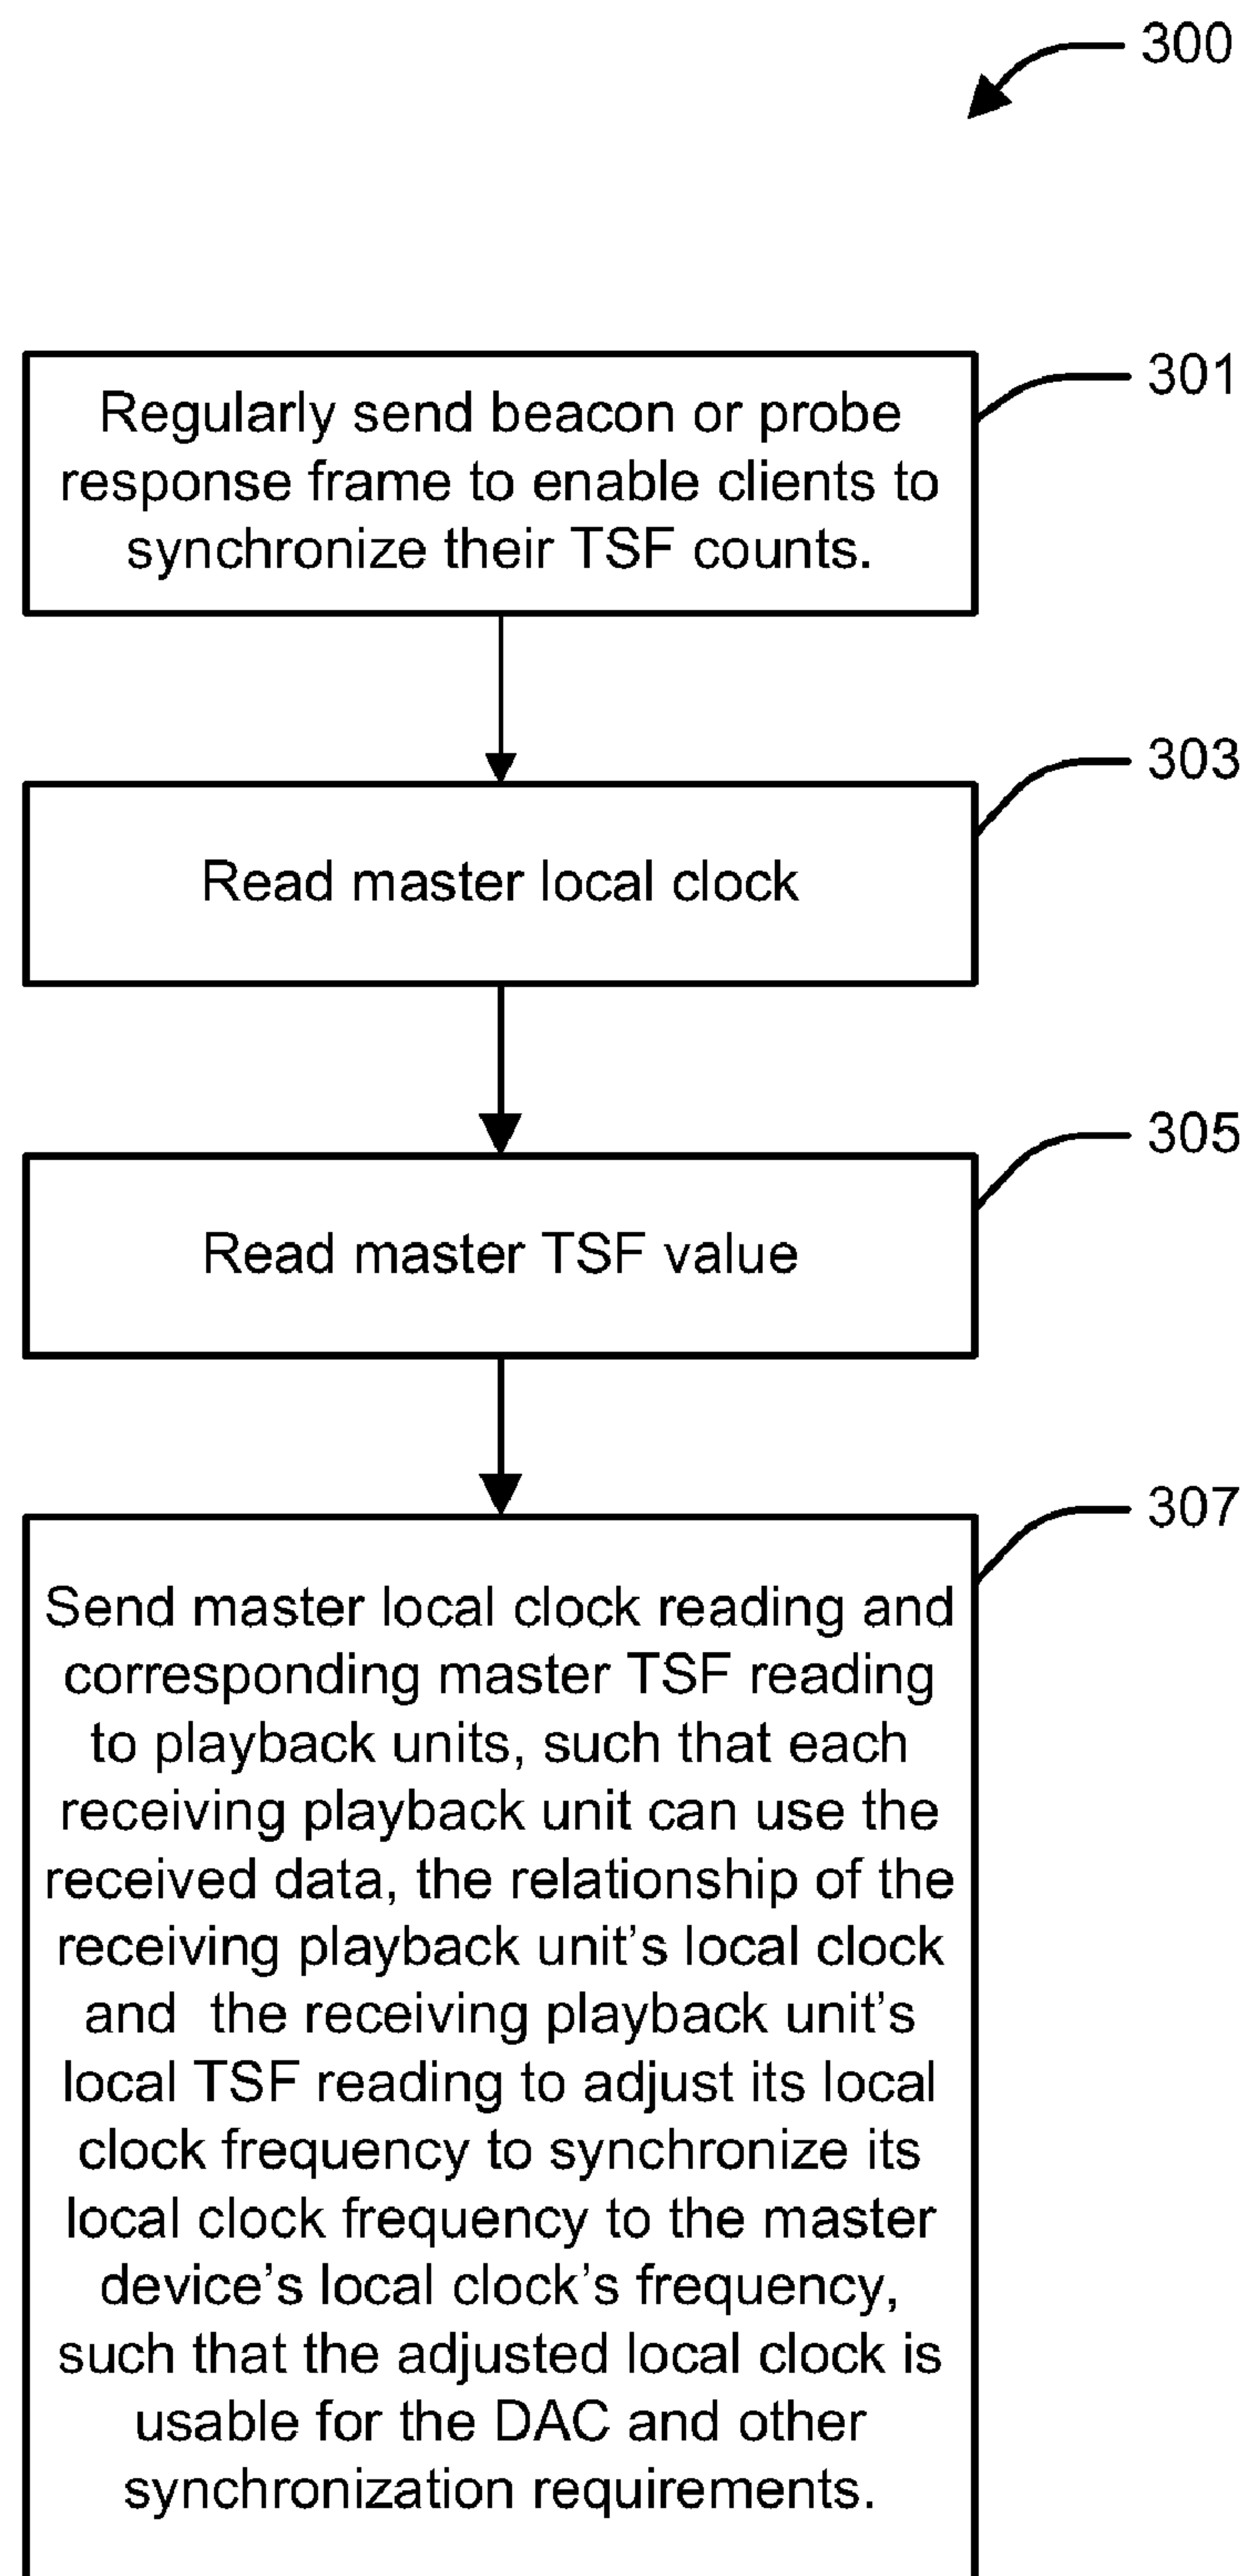 300
301
Regularly send beacon or probe
response frame to enable clients to
synchronize their TSF counts.
303
Read master local clock
305
Read master TSF value
307
Send master local clock reading and
corresponding master TSF reading
to playback units, such that each
receiving playback unit can use the
received data, the relationship of the
receiving playback unit’s local clock
and the receiving playback unit’s
local TSF reading to adjust its local
clock frequency to synchronize its
local clock frequency to the master
device’s local clock’s frequency,
such that the adjusted local clock is
usable for the DAC and other
synchronization requirements.